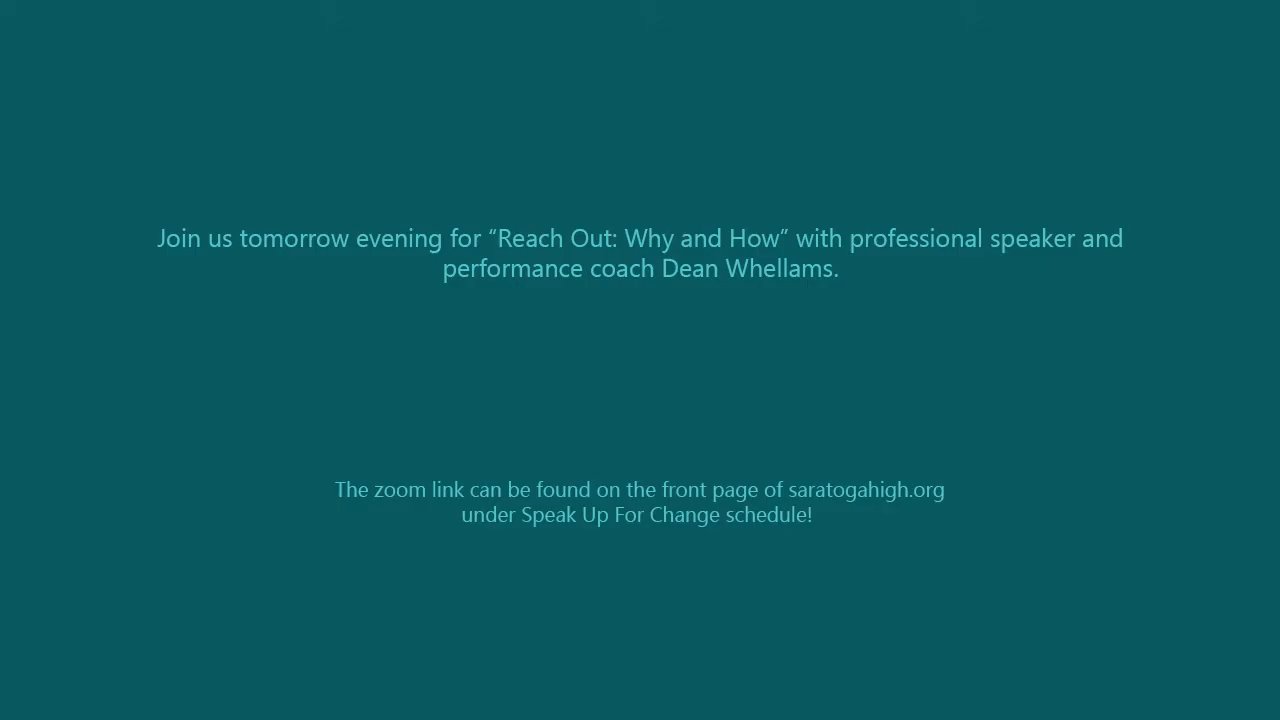 Join us tomorrow evening for “Reach Out: Why and How” with professional speaker and
performance coach Dean Whellams.
The zoom link can be found on the front page of saratogahigh.org
under Speak Up For Change schedule!